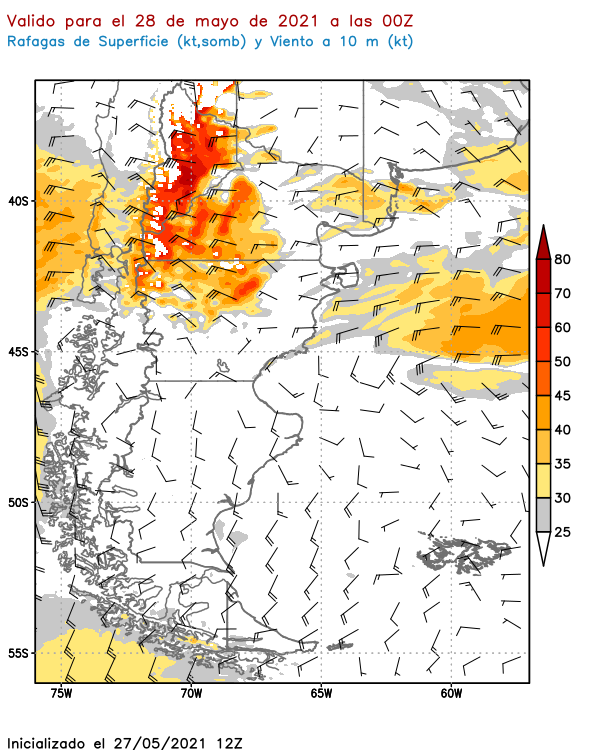 Valido para el 28 de mayo de 2021 a las 00Z
Rafagas de Superficie (kt,somb) y Viento a 10 m (kt)
40S
45S
50S
55S
75W 70W 65W 60W
80
70
60
50
45
40
35
30
25
Inicializado el 27/05/2021 12Z